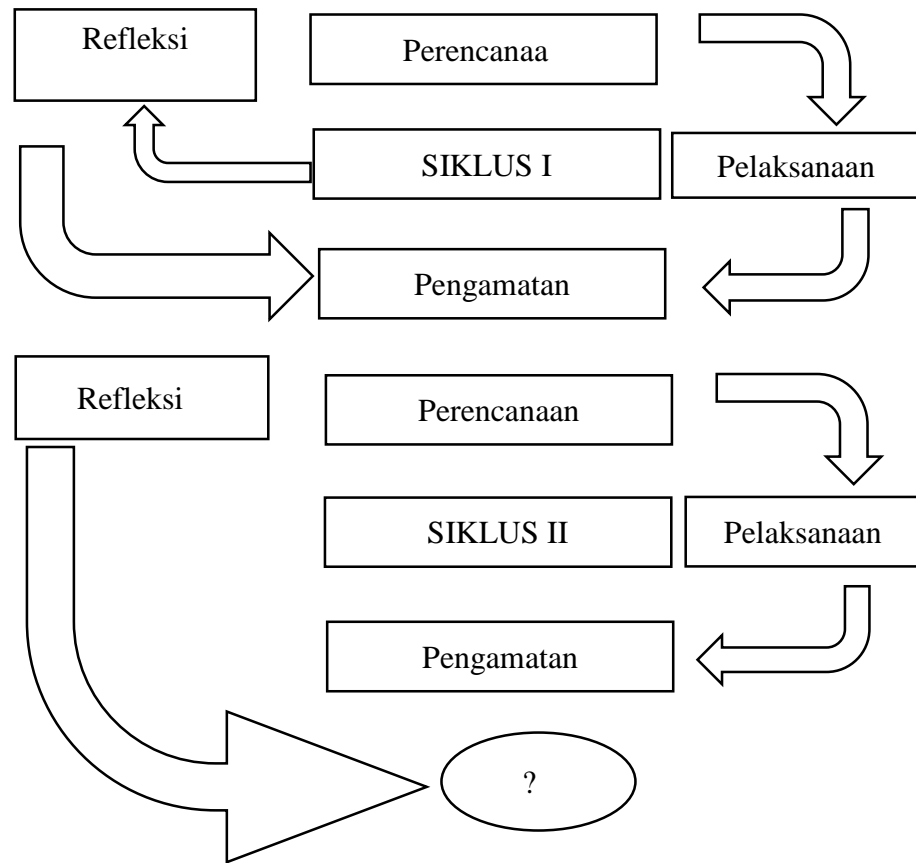 Refleksi
Perencanaa
SIKLUS I
Pelaksanaan
Pengamatan
Refleksi
Perencanaan
SIKLUS II
Pelaksanaan
Pengamatan
?